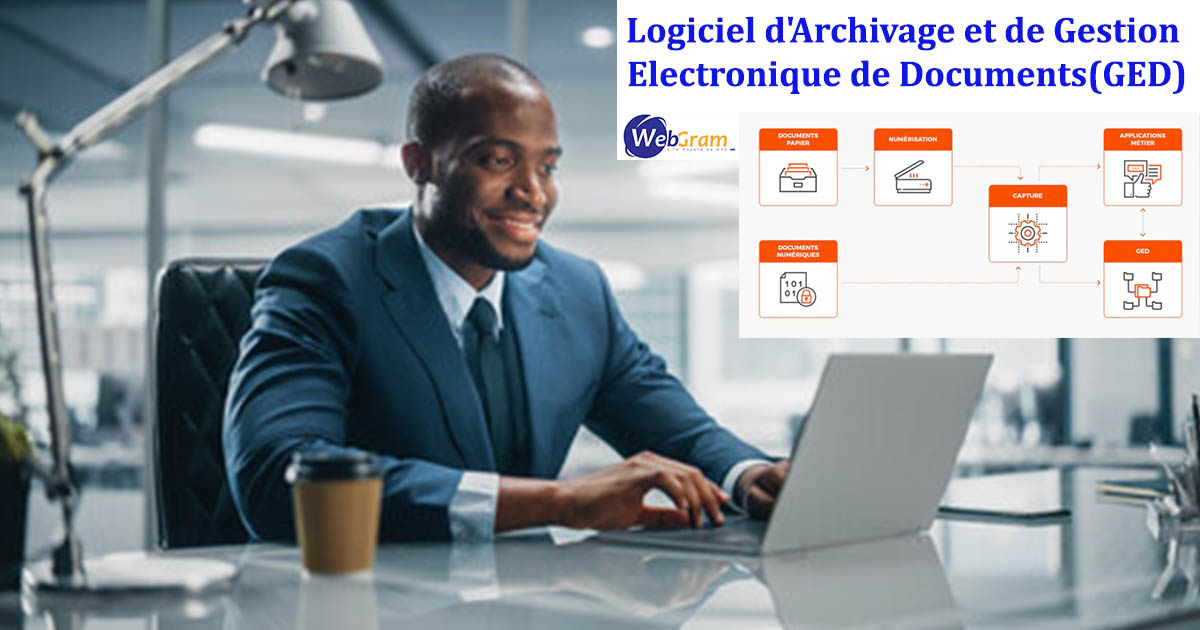 Logiciel d'Archivage et de Gestion
Electronique de Documents(GED)
WebGram
DOCUMENTS
PAPIER
NUMÉRISATION
APPLICATIONS
MÉTIER
CAPTURE
DOCUMENTS
NUMÉRIQUES
GED
101
01